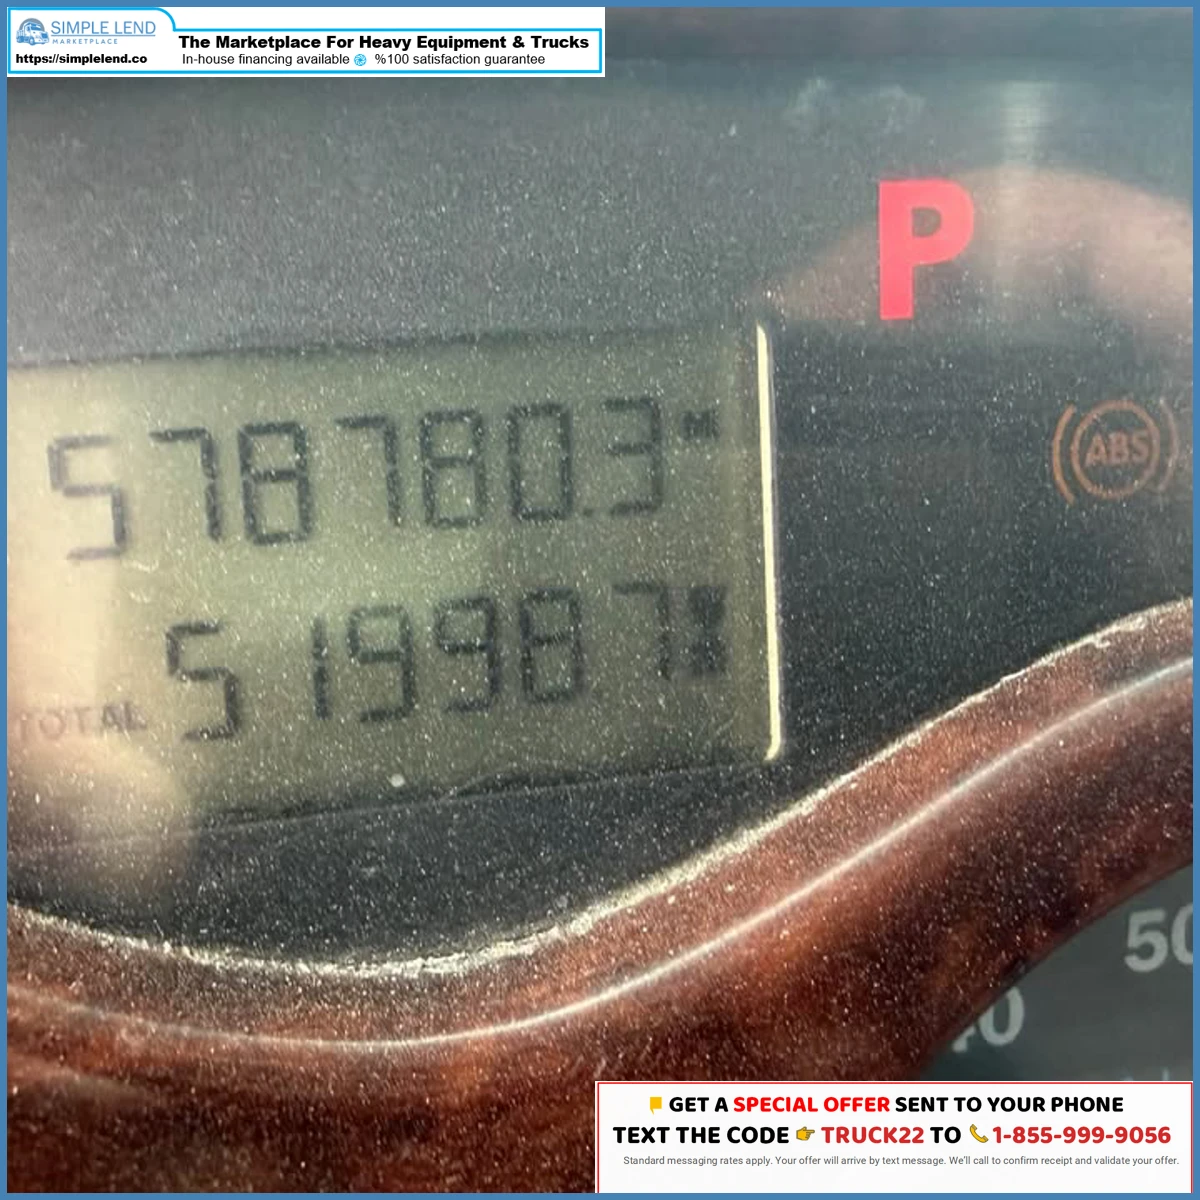 SIMPLE LEND
MARKETPLACE
https://simplelend.co
The Marketplace For Heavy Equipment & Trucks
In-house financing available %100 satisfaction guarantee
P
ABS
578780.3
TOTAL 519987
50
40
GET A SPECIAL OFFER SENT TO YOUR PHONE
TEXT THE CODE 👉 TRUCK22 TO 📞 1-855-999-9056
Standard messaging rates apply. Your offer will arrive by text message. We'll call to confirm receipt and validate your offer.